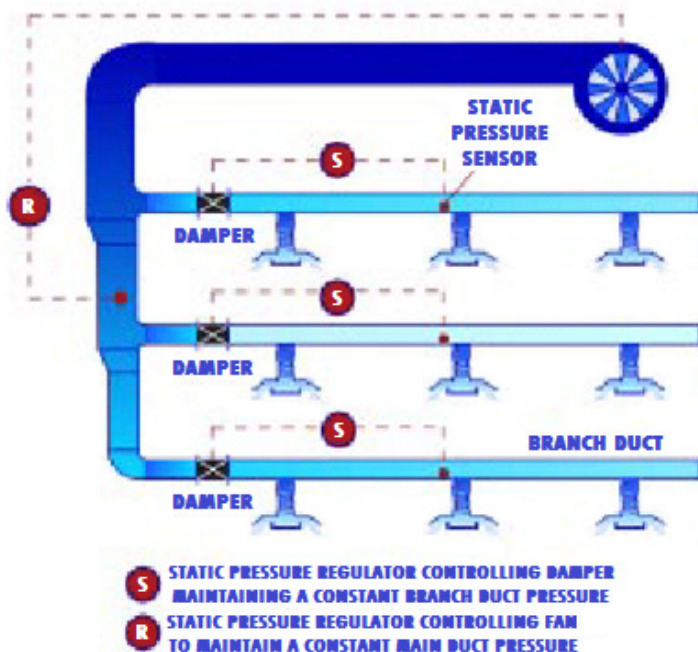 STATIC
PRESSURE
SENSOR
S
R
DAMPER
S
DAMPER
S
BRANCH DUCT
DAMPER
S STATIC PRESSURE REGULATOR CONTROLLING DAMPER
MAINTAINING A CONSTANT BRANCH DUCT PRESSURE
R STATIC PRESSURE REGULATOR CONTROLLING FAN
TO MAINTAIN A CONSTANT MAIN DUCT PRESSURE